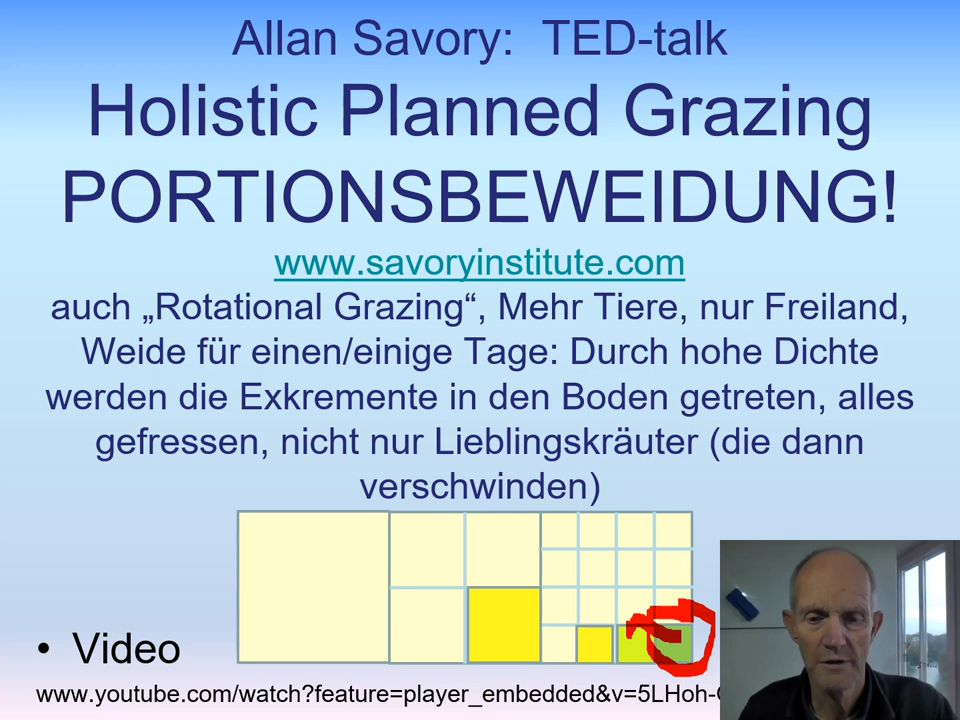 Allan Savory: TED-talk
Holistic Planned Grazing
PORTIONSBEWEIDUNG!
www.savoryinstitute.com
auch „Rotational Grazing“, Mehr Tiere, nur Freiland,
Weide für einen/einige Tage: Durch hohe Dichte
werden die Exkremente in den Boden getreten, alles
gefressen, nicht nur Lieblingskräuter (die dann
verschwinden)
• Video
www.youtube.com/watch?feature=player_embedded&v=5LHoh-